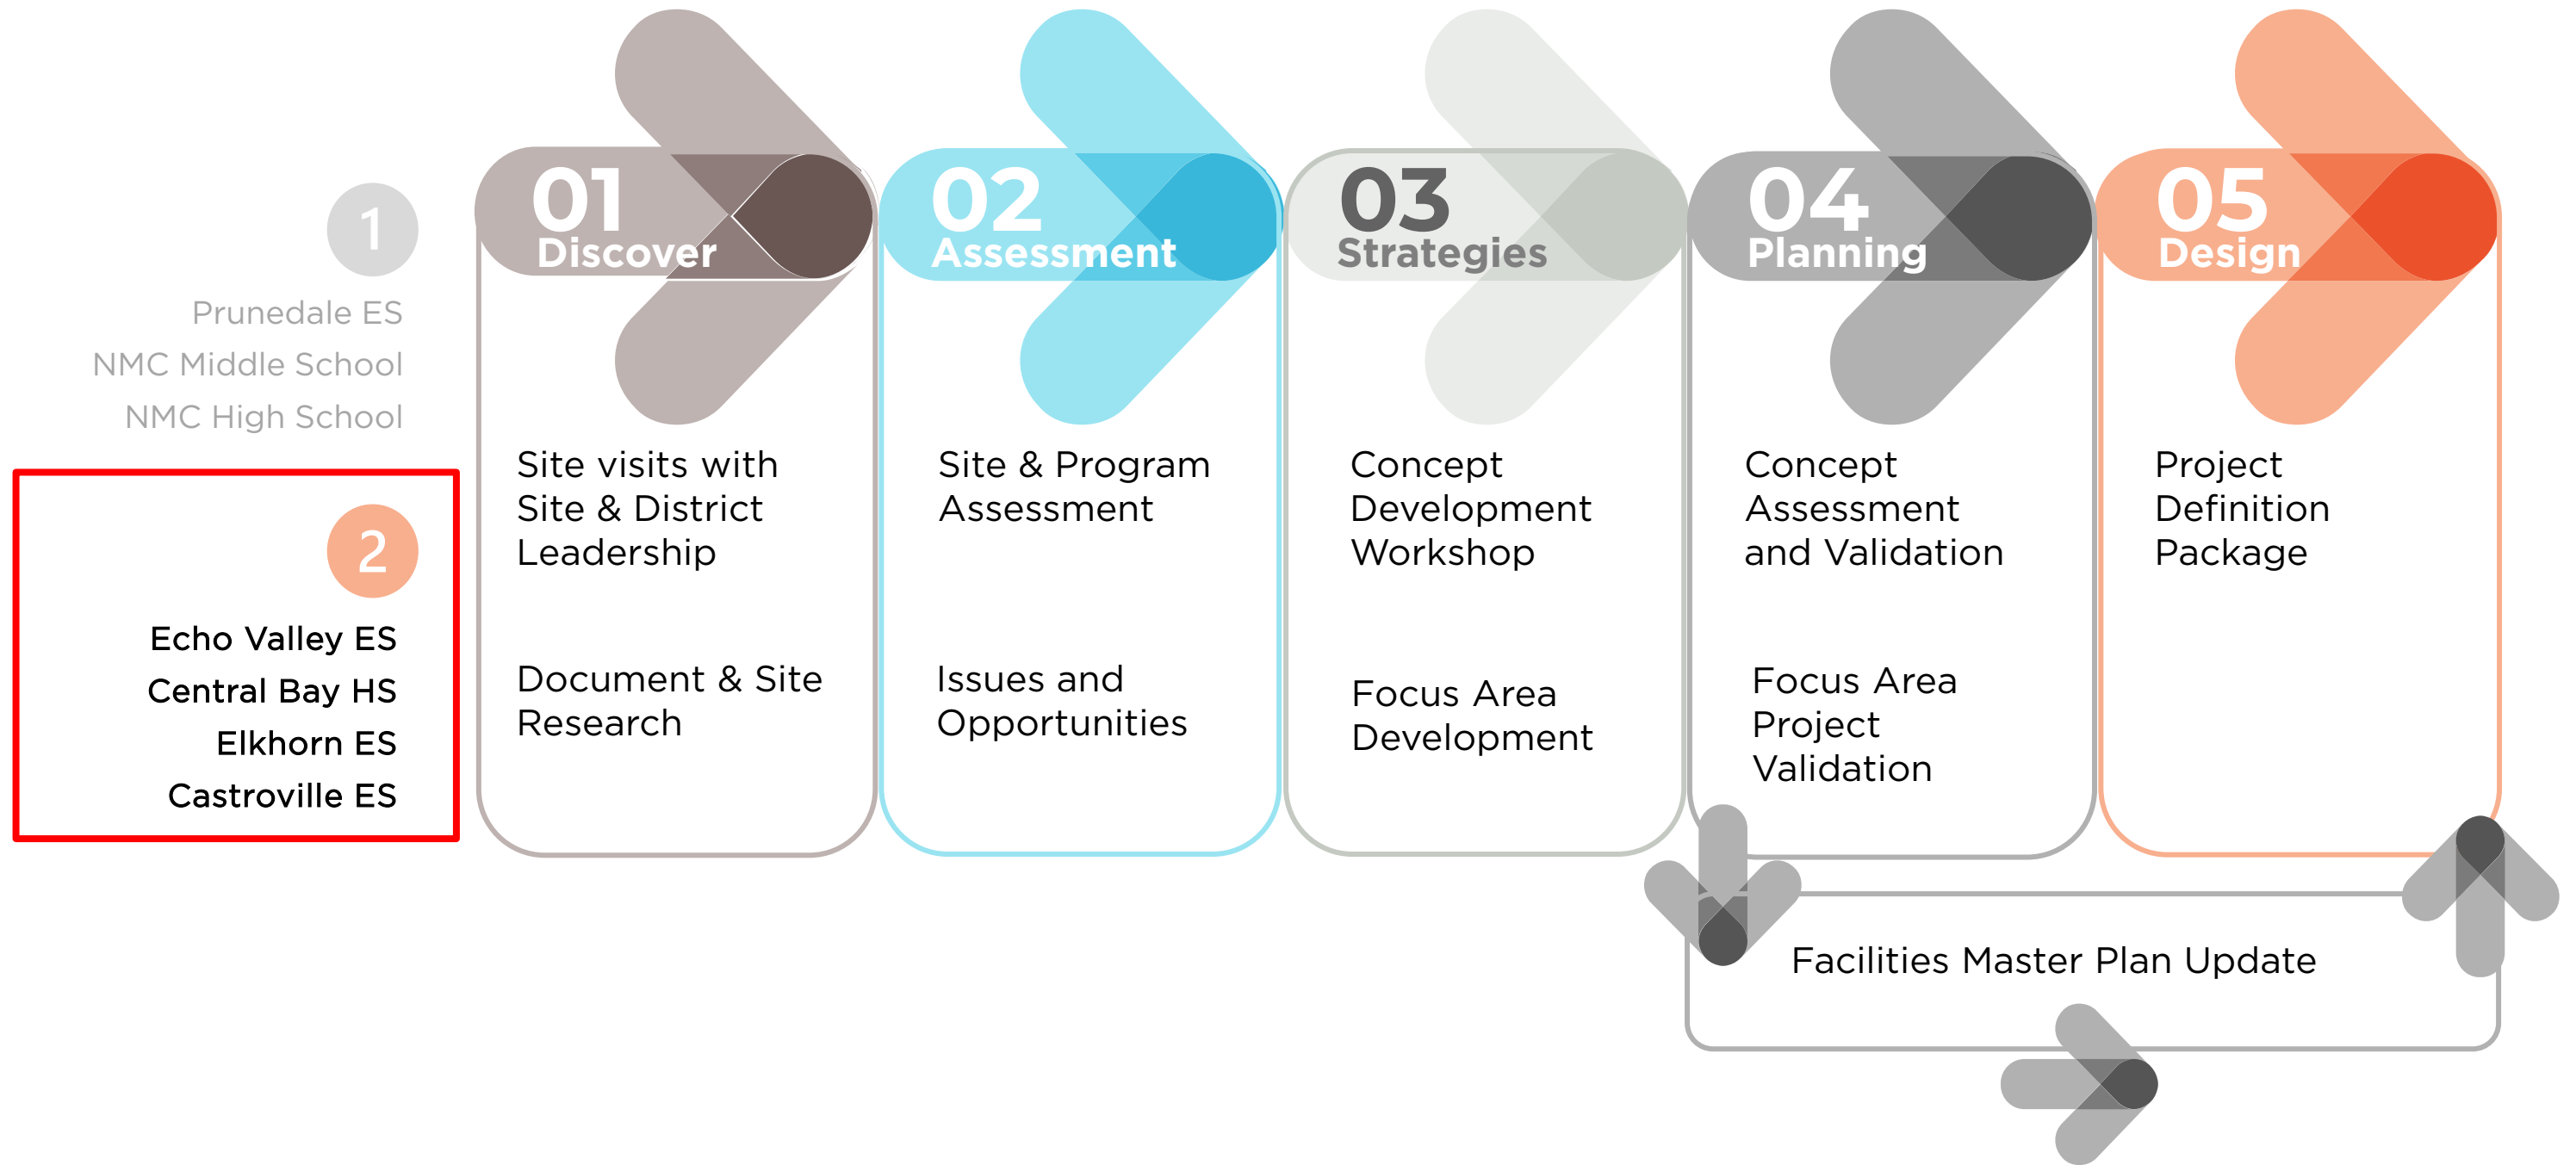 1
Prunedale ES
NMC Middle School
NMC High School
2
Echo Valley ES
Central Bay HS
Elkhorn ES
Castroville ES
01
Discover
Site visits with
Site & District
Leadership
Document & Site
Research
02
Assessment
Site & Program
Assessment
Issues and
Opportunities
03
Strategies
Concept
Development
Workshop
Focus Area
Development
04
Planning
Concept
Assessment
and Validation
Focus Area
Project
Validation
05
Design
Project
Definition
Package
Facilities Master Plan Update